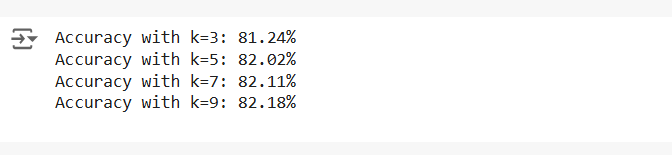 Accuracy with k=3: 81.24%
Accuracy with k=5: 82.02%
Accuracy with k=7: 82.11%
Accuracy with k=9: 82.18%